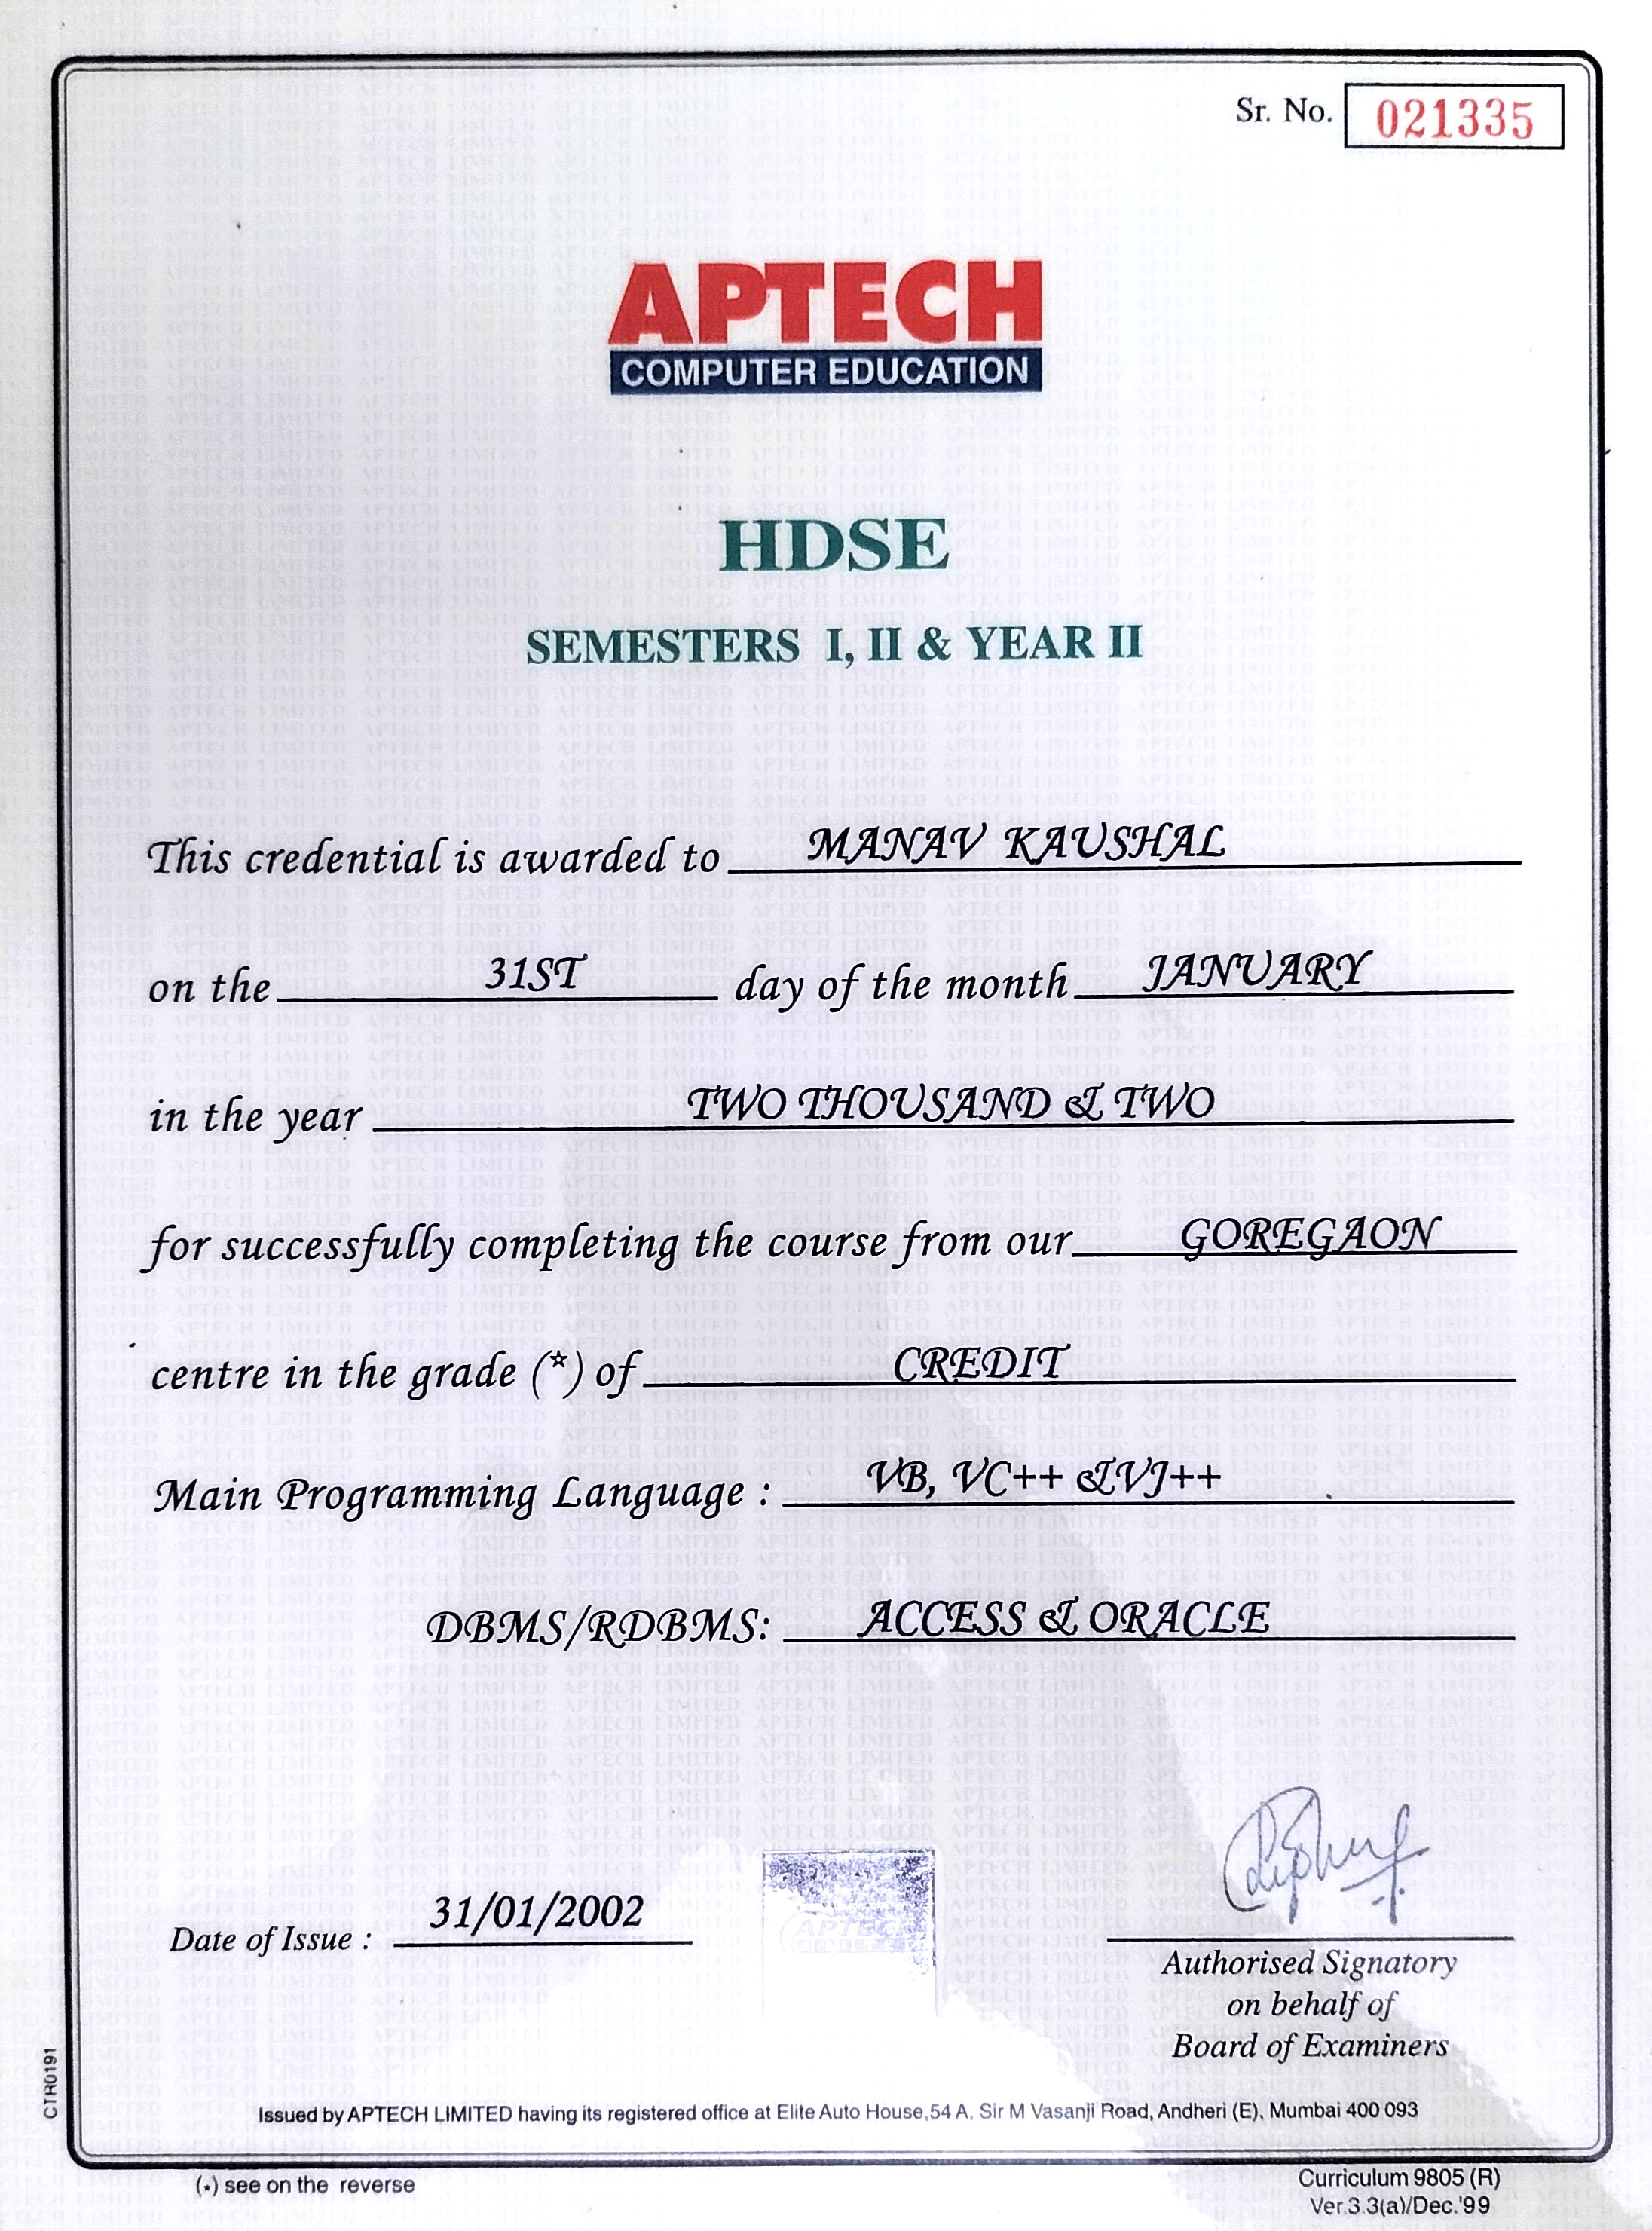 Sr. No. 021335
APTECH
COMPUTER EDUCATION
HDSE
SEMESTERS I, II & YEAR II
This credential is awarded to MANAV KAUSHAL
on the 31ST day of the month JANUARY
in the year TWO THOUSAND & TWO
for successfully completing the course from our GOREGAON
centre in the grade (*) of CREDIT
Main Programming Language : VB, VC++ &VJ++
DBMS/RDBMS: ACCESS & ORACLE
Date of Issue : 31/01/2002
APTECH
Authorised Signatory
on behalf of
Board of Examiners
CTR0191
Issued by APTECH LIMITED having its registered office at Elite Auto House,54 A, Sir M Vasanji Road, Andheri (E), Mumbai 400 093
(*) see on the reverse
Curriculum 9805 (R)
Ver.3.3(a)/Dec.'99